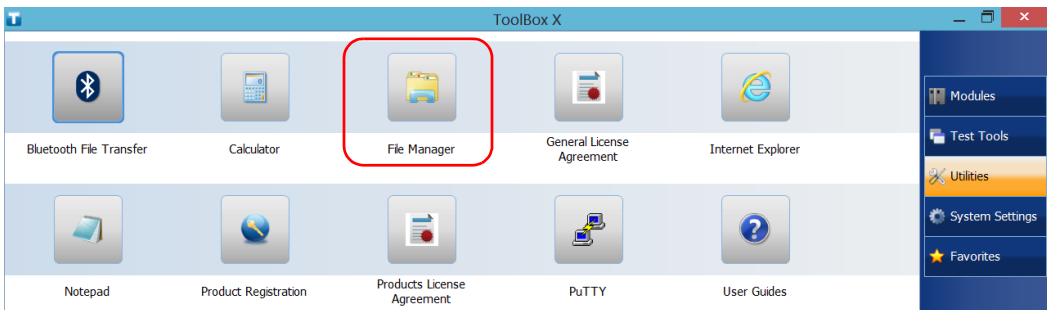 ToolBox X
Bluetooth File Transfer
Calculator
File Manager
General License
Agreement
Internet Explorer
Notepad
Product Registration
Products License
Agreement
PuTTY
User Guides
Modules
Test Tools
Utilities
System Settings
Favorites